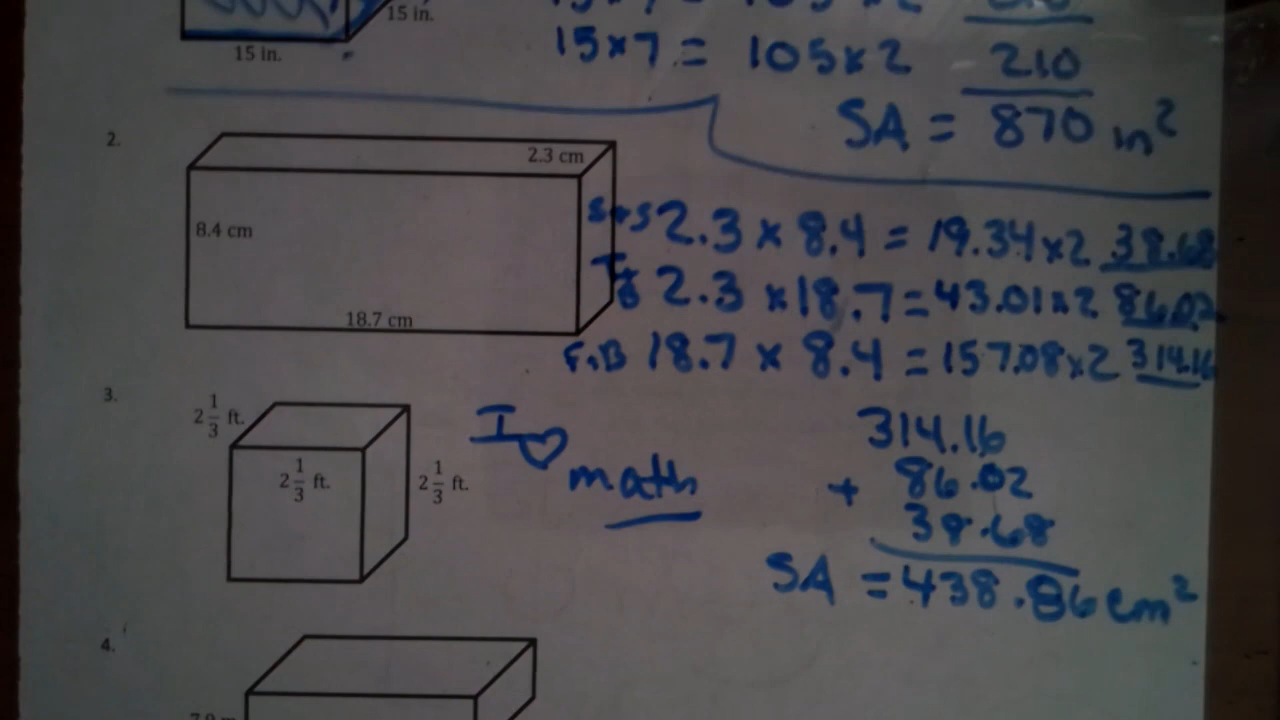 15 in.
15 in.
15×7 = 105×2 210
SA = 870 in²
2.
2.3 cm
8.4 cm
18.7 cm
S+S 2.3 × 8.4 = 19.34×2 38.68
2.3 ×18.7 = 43.01×2 86.02
F.B 18.7 × 8.4 = 157.08×2 314.16
3.
2 1/3 ft.
2 1/3 ft.
2 1/3 ft.
I ♡ math
314.16
+ 86.02
38.68
SA = 438.86 cm²
4.